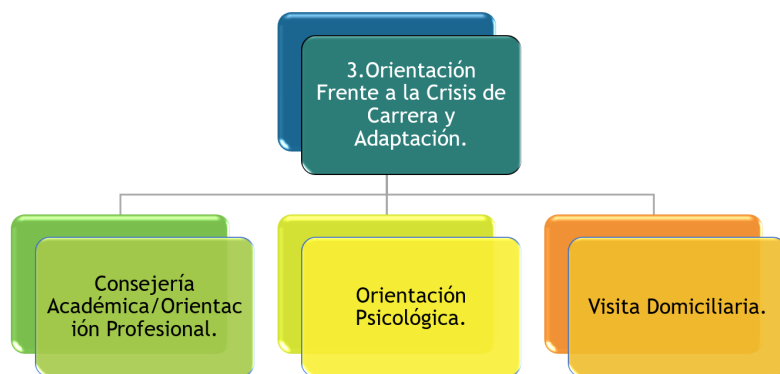 3.Orientación
Frente a la Crisis de
Carrera y
Adaptación.
Consejería
Académica/Orientac
ión Profesional.
Orientación
Psicológica.
Visita Domiciliaria.